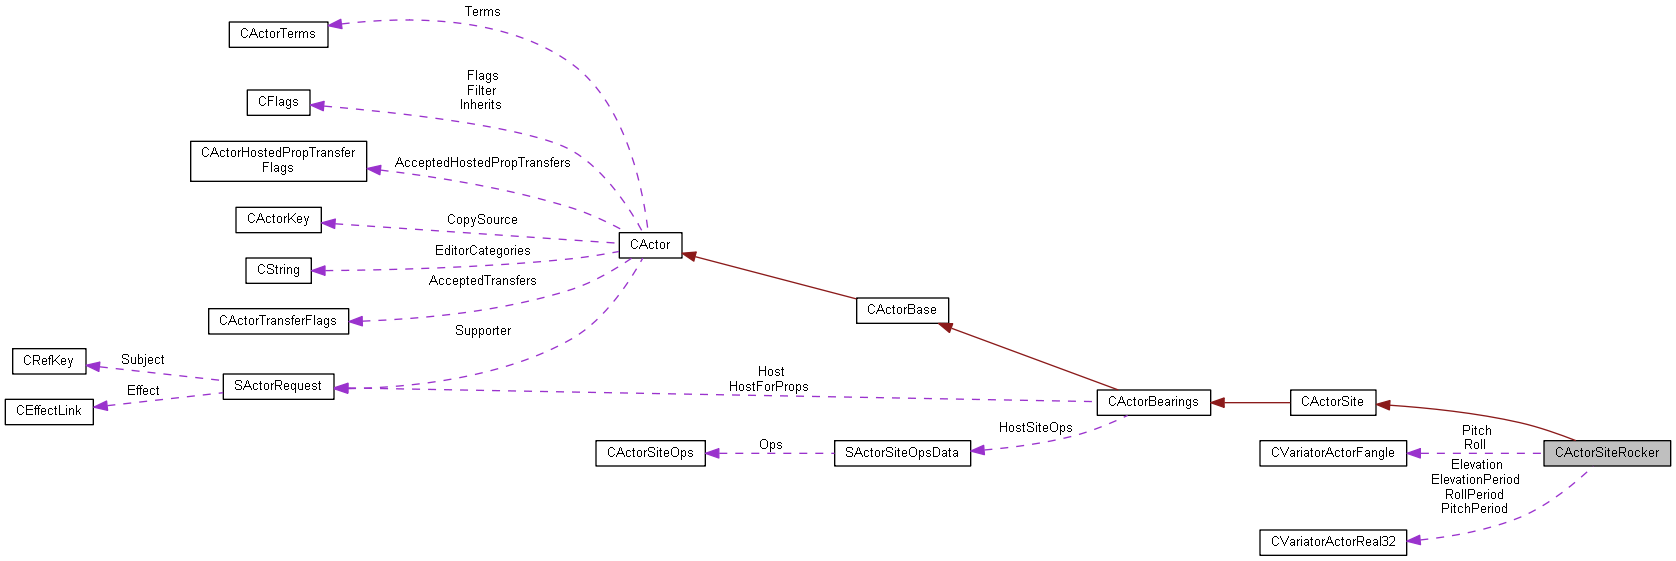 Terms
CActorTerms
Flags
Filter
Inherits
CFlags
CActorHostedPropTransfer
Flags
AcceptedHostedPropTransfers
CActorKey
CopySource
CActor
EditorCategories
CString
AcceptedTransfers
CActorBase
CActorTransferFlags
Supporter
CRefKey
Subject
SActorRequest
Host
HostForProps
Effect
CEffectLink
CActorBearings
CActorSite
HostSiteOps
Pitch
Roll
CActorSiteOps
Ops
SActorSiteOpsData
CVariatorActorFangle
CActorSiteRocker
Elevation
ElevationPeriod
RollPeriod
PitchPeriod
CVariatorActorReal32